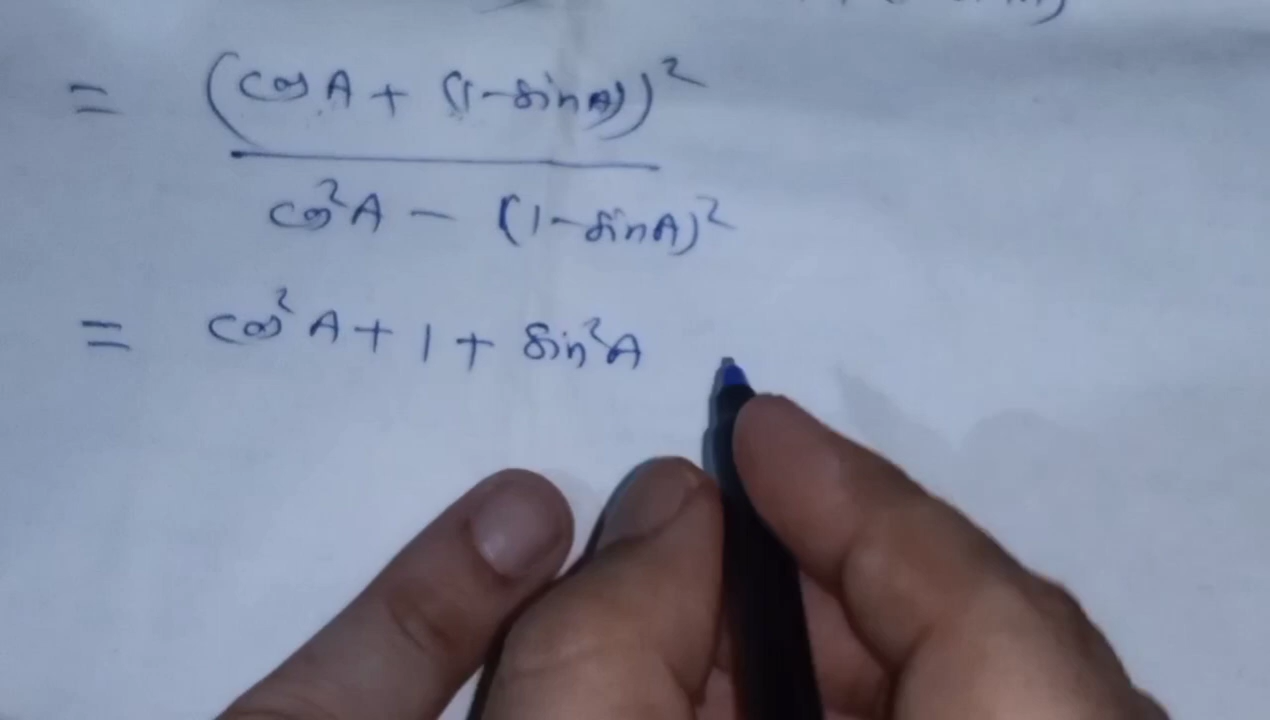 = (cos A + (1-sin A))²
cos²A - (1-sin A)²
= cos²A + 1 + sin²A